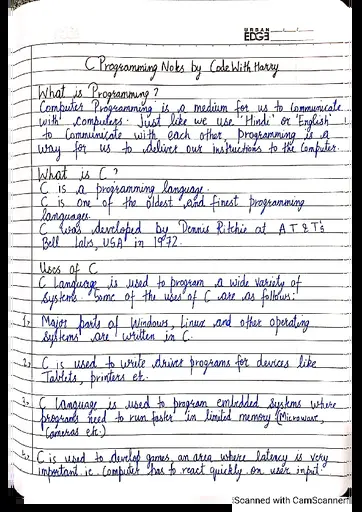 URBAN
EDGE
C Programming Notes by CodeWithHarry
What is Programming?
Computer Programming is a medium for us to communicate
with computers. Just like we use "Hindi" or 'English'
to Communicate with each other, programming is a
way for us to deliver our instructions to the Computer.
What is C?
C is a programming language.
C is one of the oldest and finest programming
languages.
C was developed by Dennis Ritchie at AT&T's
Bell labs, USA in 1972.
Uses of C
C Language is used to program a wide variety of
systems. Some of the uses of C are as follows:
1. Major parts of Windows, Linux and other operating
systems are written in C.
2. C is used to write driver programs for devices like
Tablets, printers etc.
3. C language is used to program embedded systems where
programs need to run faster in limited memory (Microwave,
Cameras etc.)
4. C is used to develop games, an area where latency is very
important ie. Computer has to react quickly on user input.
Scanned with CamScanner